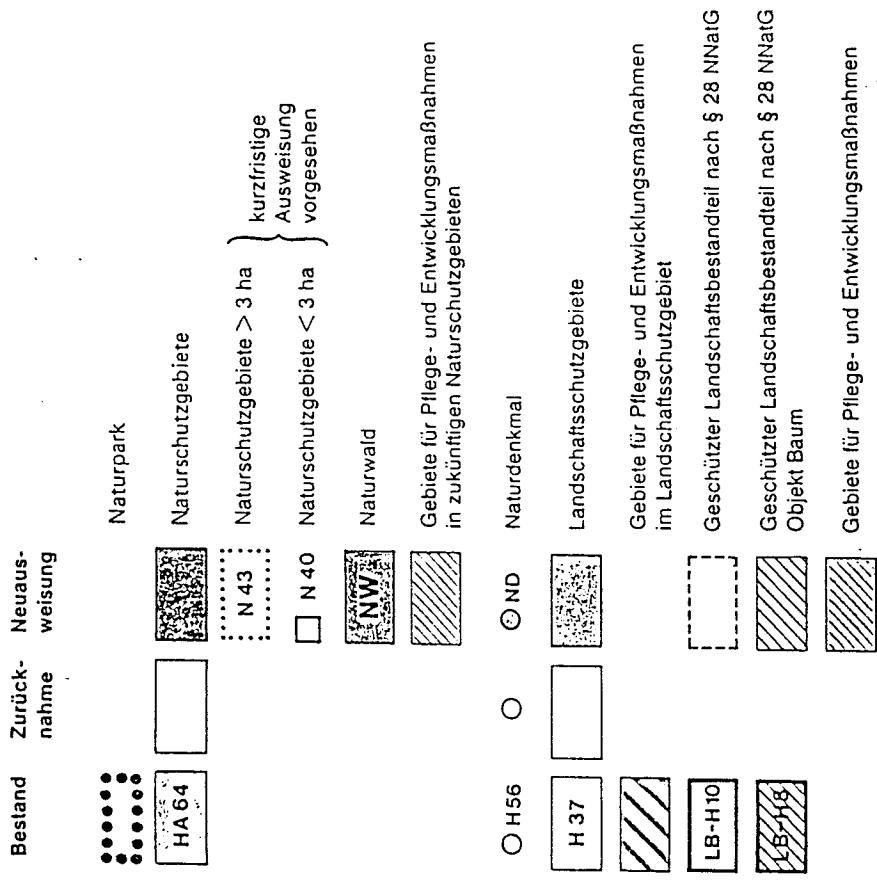 Bestand Zurück- Neuaus-
nahme weisung
Naturpark
HA 64 Naturschutzgebiete
N 43 Naturschutzgebiete > 3 ha
kurzfristige
Ausweisung
vorgesehen
N 40 Naturschutzgebiete < 3 ha
NW Naturwald
Gebiete für Pflege- und Entwicklungsmaßnahmen
in zukünftigen Naturschutzgebieten
H56 ND Naturdenkmal
H 37 Landschaftsschutzgebiete
Gebiete für Pflege- und Entwicklungsmaßnahmen
im Landschaftsschutzgebiet
LB-H10 Geschützter Landschaftsbestandteil nach § 28 NNatG
LB-H8 Geschützter Landschaftsbestandteil nach § 28 NNatG
Objekt Baum
Gebiete für Pflege- und Entwicklungsmaßnahmen